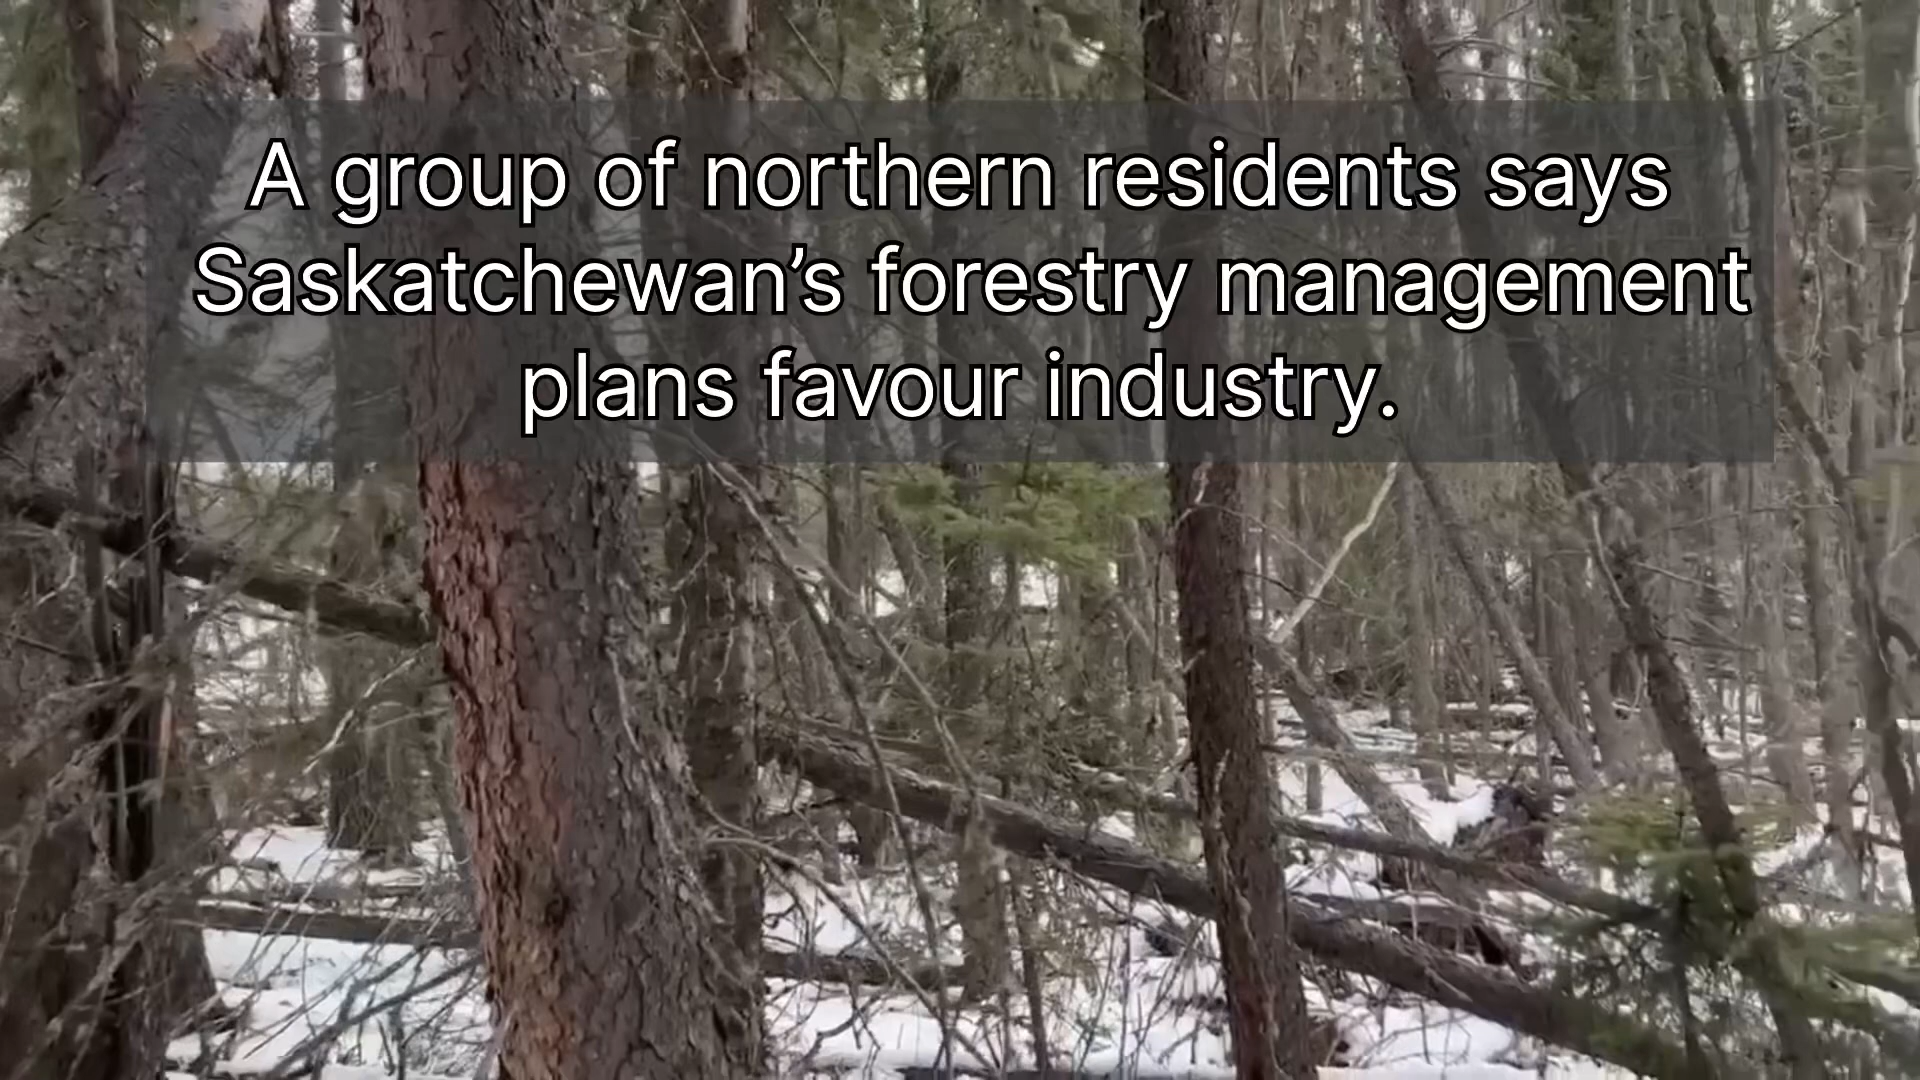 A group of northern residents says
Saskatchewan’s forestry management
plans favour industry.